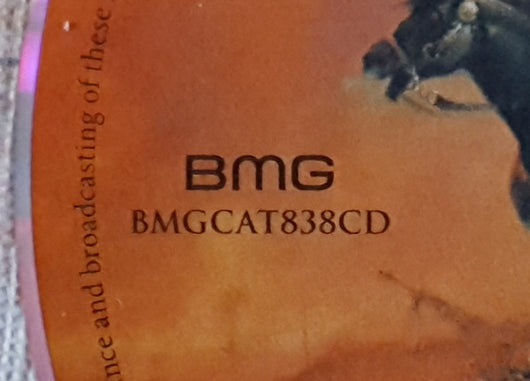 BMG
BMGCAT838CD
nce and broadcasting of these